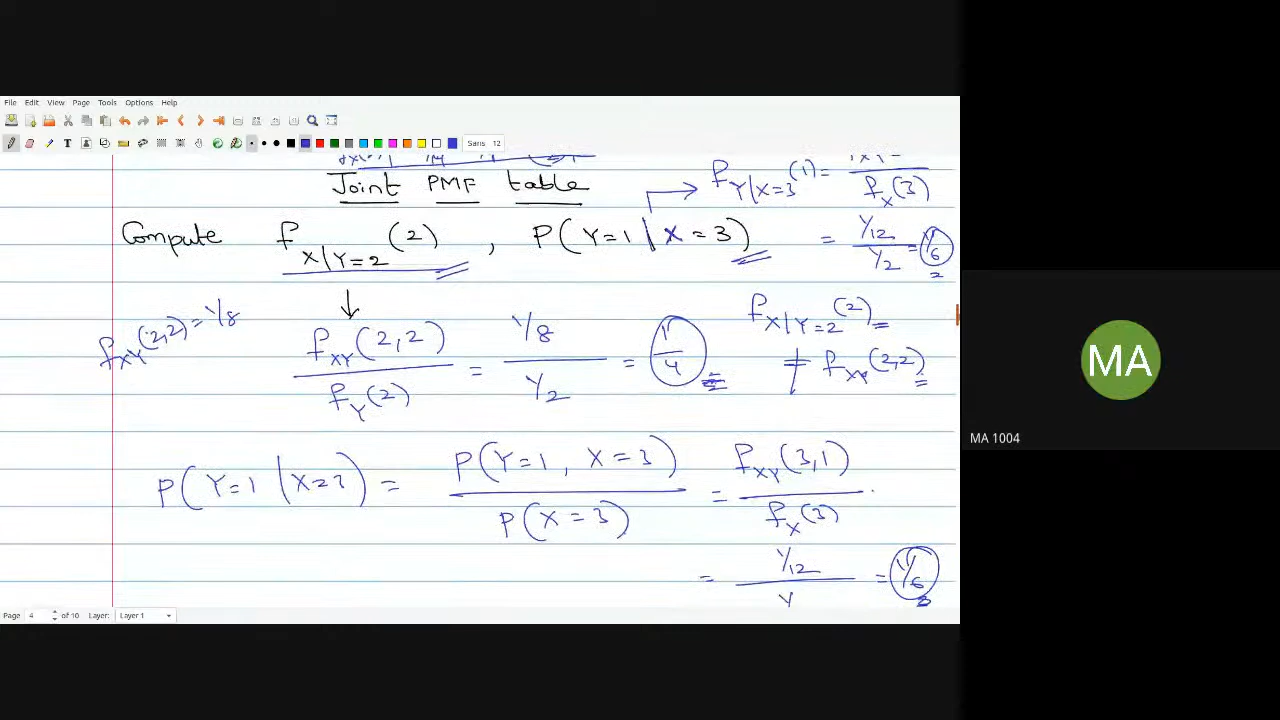 File Edit View Page Tools Options Help
Sans 12
Joint PMF table
f_{Y|X=3}(1) =
f_X(3)
Compute f_{X|Y=2}(2) , P(Y=1 | X=3)
= 1/12 / 1/2 = 1/6
f_{XY}(2,2) = 1/8
f_{XY}(2,2) / f_Y(2) = 1/8 / 1/2 = 1/4
f_{X|Y=2}(2) =
≠ f_{XY}(2,2)
P(Y=1 | X=3) = P(Y=1, X=3) / P(X=3) = f_{XY}(3,1) / f_X(3)
= 1/12 / = 1/6
MA
MA 1004
Page 4 of 10 Layer: Layer 1